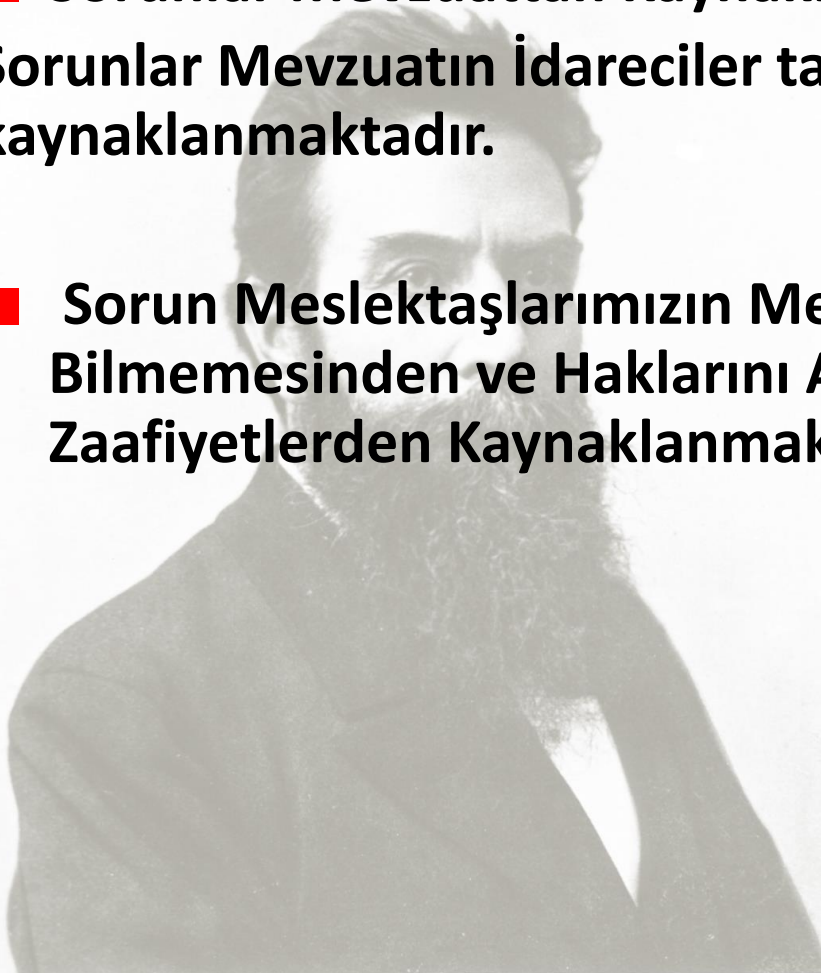 Sorunlar Mevzuatın İdareciler ta
kaynaklanmaktadır.
Sorun Meslektaşlarımızın Me
Bilmemesinden ve Haklarını A
Zaafiyetlerden Kaynaklanmak